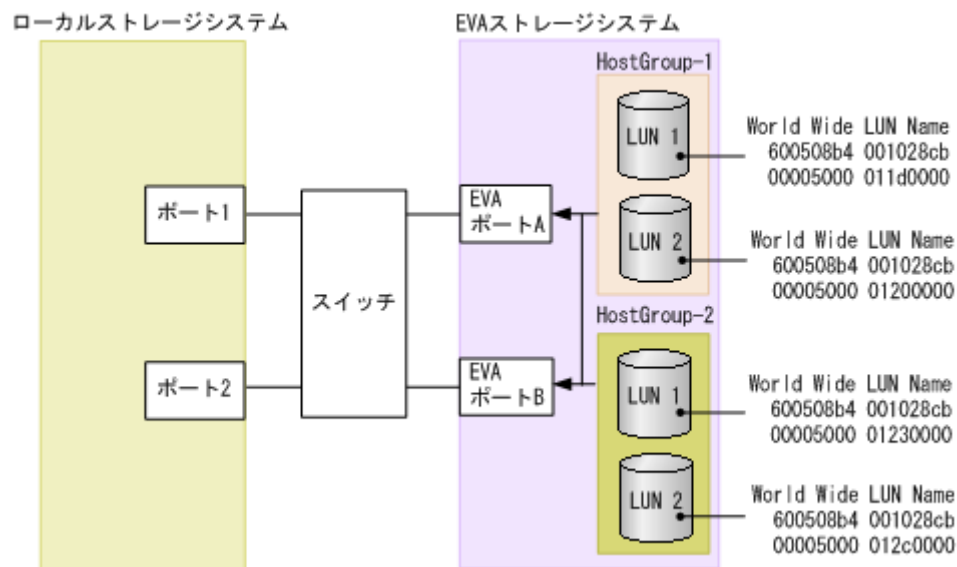 ローカルストレージシステム
EVAストレージシステム
HostGroup-1
LUN 1
World Wide LUN Name
600508b4 001028cb
00005000 011d0000
ポート1
EVA
ポートA
LUN 2
World Wide LUN Name
600508b4 001028cb
00005000 01200000
スイッチ
HostGroup-2
ポート2
EVA
ポートB
LUN 1
World Wide LUN Name
600508b4 001028cb
00005000 01230000
LUN 2
World Wide LUN Name
600508b4 001028cb
00005000 012c0000